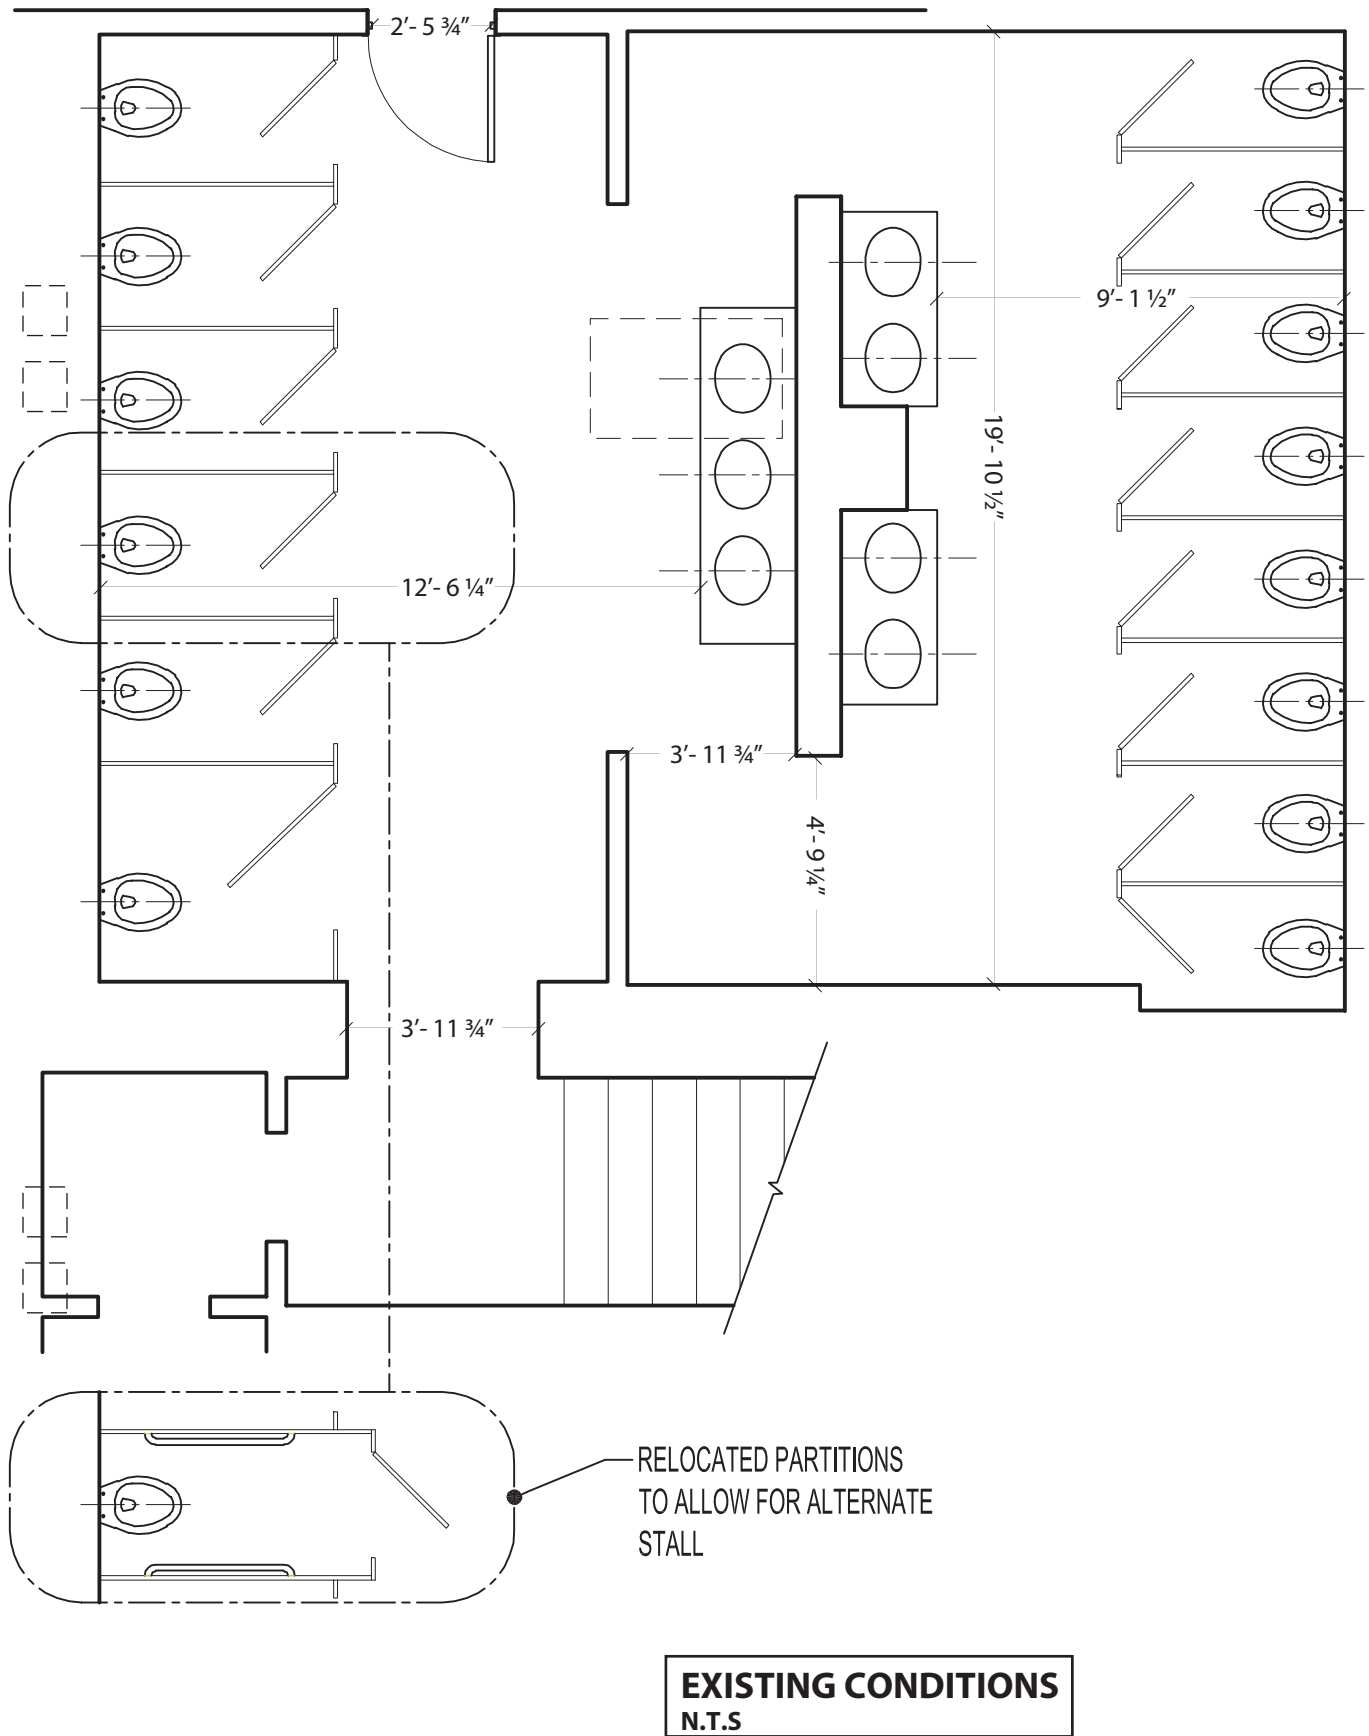 2'- 5 ¾"
9'- 1 ½"
19'- 10 ½"
12'- 6 ¼"
3'- 11 ¾"
4'- 9 ¼"
3'- 11 ¾"
RELOCATED PARTITIONS
TO ALLOW FOR ALTERNATE
STALL
EXISTING CONDITIONS
N.T.S